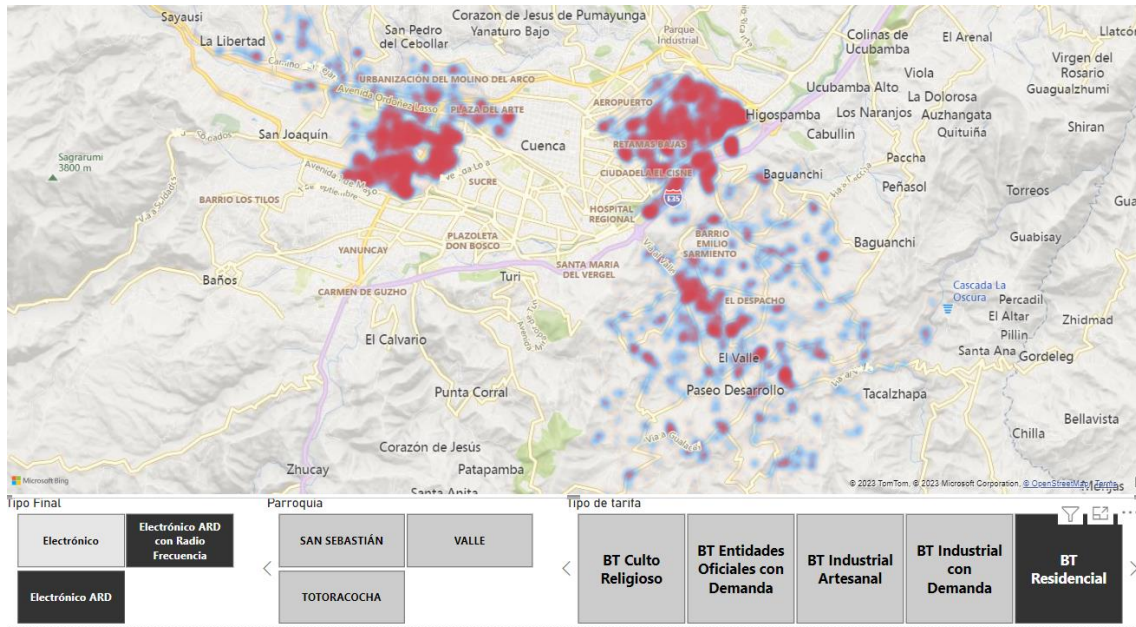 Sayausi
Corazon de Jesus de Pumayunga
Yanaturo Bajo
San Pedro
del Cebollar
La Libertad
Parque
Industrial
Colinas de
Ucubamba
El Arenal
Virgen del
Rosario
Guagualzhumi
URBANIZACIÓN DEL MOLINO DEL ARCO
Avenida Ordóñez Lasso
PLAZA DEL ARTE
AEROPUERTO
Viola
Ucubamba Alto
La Dolorosa
Higospamba
Los Naranjos
Auzhangata
Cabullin
Quituiña
Shiran
San Joaquín
Cuenca
RETAMAS BAJAS
Paccha
Sagrarumi
3800 m
CIUDADELA EL CISNE
Baguanchi
Peñasol
SUCRE
Torreos
BARRIO LOS TILOS
E35
HOSPITAL
REGIONAL
Guabisay
YANUNCAY
PLAZOLETA
DON BOSCO
BARRIO
EMILIO
SARMIENTO
Baguanchi
SANTA MARIA
DEL VERGEL
Baños
Turi
CARMEN DE GUZHO
EL DESPACHO
Cascada La
Oscura
Percadil
El Altar
Zhidmad
Pillin
El Calvario
El Valle
Santa Ana
Gordeleg
Punta Corral
Paseo Desarrollo
Tacalzhapa
Bellavista
Chilla
Corazón de Jesús
Zhucay
Patapamba
Santa Anita
Microsoft Bing
© 2023 TomTom, © 2023 Microsoft Corporation, © OpenStreetMap Terms
Tipo Final
Parroquia
Tipo de tarifa
Electrónico
Electrónico ARD
con Radio
Frecuencia
Electrónico ARD
SAN SEBASTIÁN
VALLE
TOTORACOCHA
BT Culto
Religioso
BT Entidades
Oficiales con
Demanda
BT Industrial
Artesanal
BT Industrial
con
Demanda
BT
Residencial